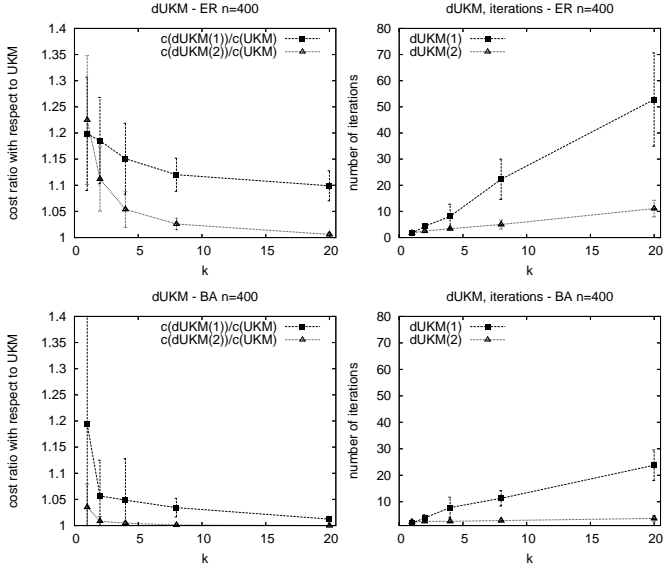 dUKM - ER n=400
cost ratio with respect to UKM
1.4
1.35
1.3
1.25
1.2
1.15
1.1
1.05
1
0 5 10 15 20
k
c(dUKM(1))/c(UKM)
c(dUKM(2))/c(UKM)
dUKM, iterations - ER n=400
number of iterations
80
70
60
50
40
30
20
10
0
0 5 10 15 20
k
dUKM(1)
dUKM(2)
dUKM - BA n=400
cost ratio with respect to UKM
1.4
1.35
1.3
1.25
1.2
1.15
1.1
1.05
1
0 5 10 15 20
k
c(dUKM(1))/c(UKM)
c(dUKM(2))/c(UKM)
dUKM, iterations - BA n=400
number of iterations
80
70
60
50
40
30
20
10
0 5 10 15 20
k
dUKM(1)
dUKM(2)